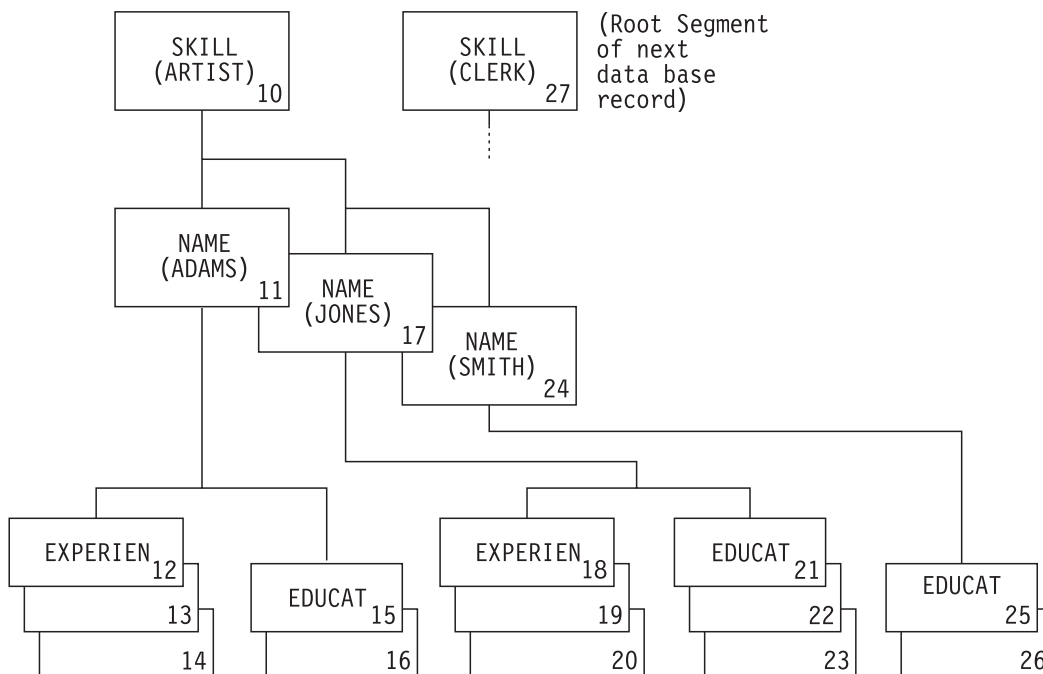 SKILL
(ARTIST)
10
SKILL
(CLERK)
27
(Root Segment
of next
data base
record)
NAME
(ADAMS)
11
NAME
(JONES)
17
NAME
(SMITH)
24
EXPERIEN
12
13
14
EDUCAT
15
16
EXPERIEN
18
19
20
EDUCAT
21
22
23
EDUCAT
25
26